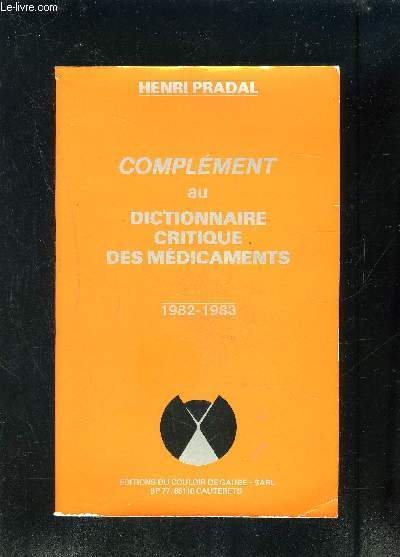 Le-livre.com
HENRI PRADAL
COMPLÉMENT
au
DICTIONNAIRE
CRITIQUE
DES MÉDICAMENTS
1982-1983
EDITIONS DU COULOIR DE GAUBE - SARL
BP 77, 65110 CAUTERETS